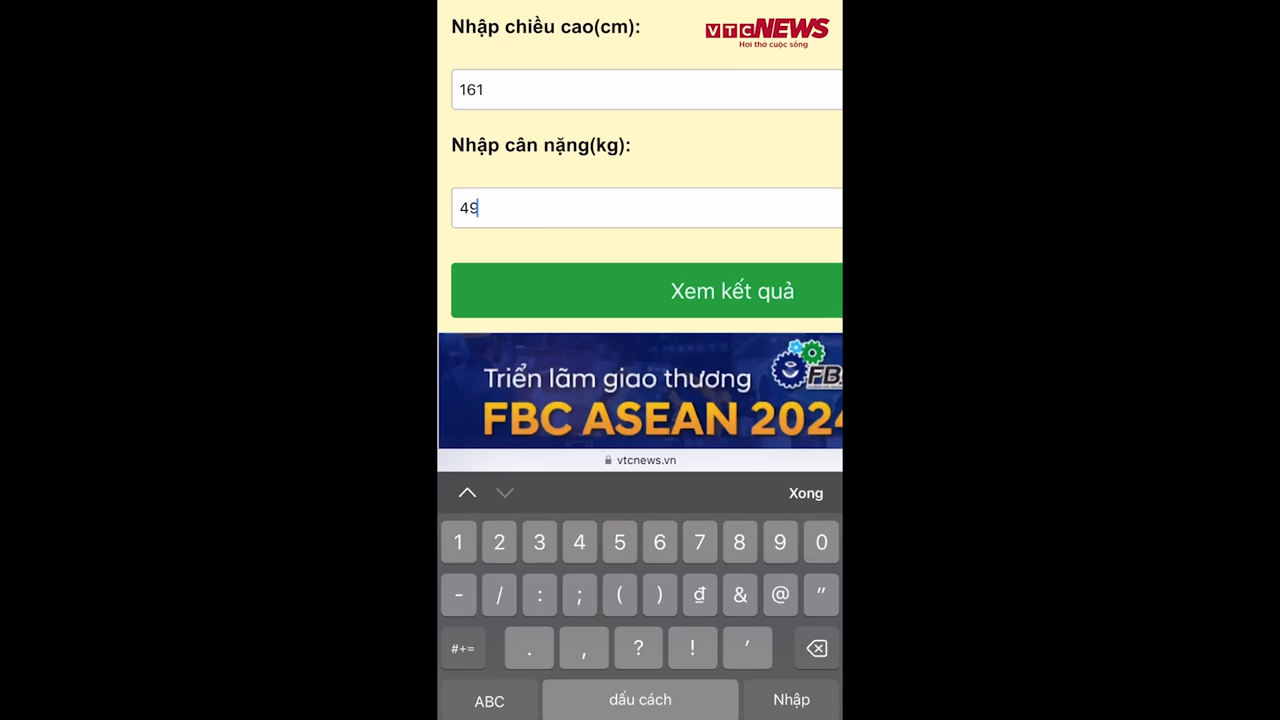 Nhập chiều cao(cm):
VTCNEWS
Hơi thở cuộc sống
161
Nhập cân nặng(kg):
49
Xem kết quả
Triển lãm giao thương
FBC ASEAN 2024
vtcnews.vn
Xong
1 2 3 4 5 6 7 8 9 0
- / : ; ( ) ₫ & @ "
#+= . , ? ! ′
ABC dấu cách Nhập